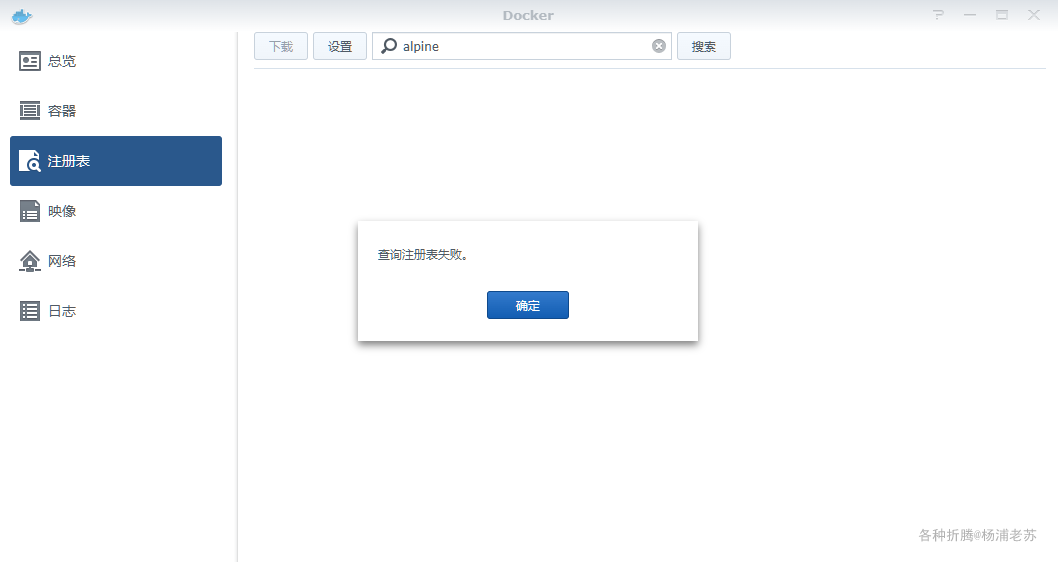 Docker
总览
容器
注册表
映像
网络
日志
下载 设置 alpine 搜索
查询注册表失败。
确定
各种折腾@杨浦老苏